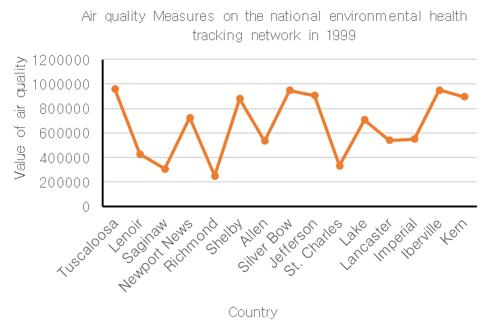 Air quality Measures on the national environmental health
tracking network in 1999
Value of air quality
1200000
1000000
800000
600000
400000
200000
0
Tuscaloosa
Lenoir
Saginaw
Newport News
Richmond
Shelby
Allen
Silver Bow
Jefferson
St. Charles
Lake
Lancaster
Imperial
Iberville
Kern
Country